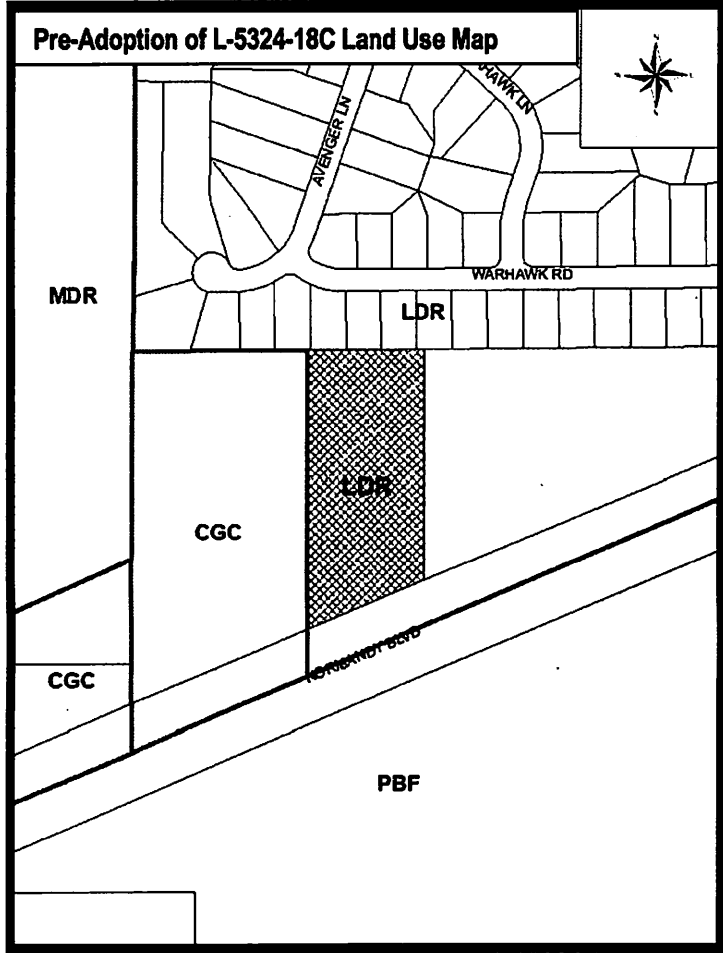 Pre-Adoption of L-5324-18C Land Use Map
N
E
S
AVENGER LN
HAWK LN
WARHAWK RD
MDR
LDR
LDR
CGC
NORMANDY BLVD
CGC
PBF